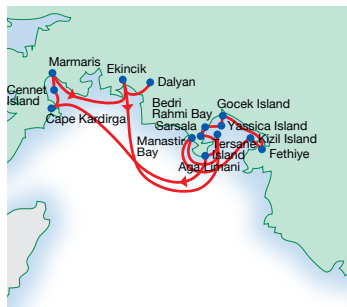 Marmaris
Ekincik
Dalyan
Cennet
Island
Cape Kardirga
Bedri
Rahmi Bay
Gocek Island
Sarsala
Yassica Island
Manastir
Bay
Tersane
Island
Kizil Island
Fethiye
Aga Limani